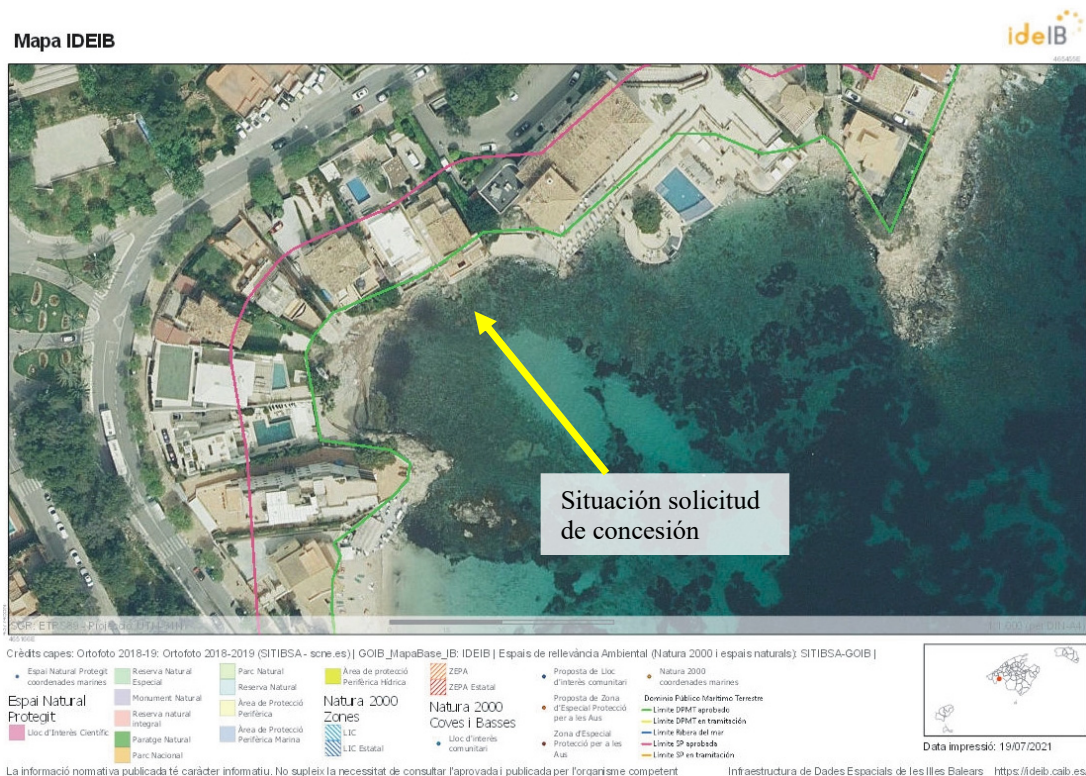 Mapa IDEIB
ideIB
Situación solicitud
de concesión
Crèdits capes: Ortofoto 2018-19: Ortofoto 2018-2019 (SITIBSA - scne.es) | GOIB_MapaBase_IB: IDEIB | Espais de rellevància Ambiental (Natura 2000 i espais naturals): SITIBSA-GOIB |
Espai Natural Protegit
coordenades marines
Espai Natural
Protegit
Lloc d'Interès Científic
Reserva Natural
Especial
Monument Natural
Reserva natural
integral
Paratge Natural
Parc Nacional
Parc Natural
Reserva Natural
Àrea de Protecció
Perifèrica
Àrea de Protecció
Perifèrica Marina
Àrea de protecció
Perifèrica Hídrica
Natura 2000
Zones
LIC
LIC Estatal
ZEPA
ZEPA Estatal
Natura 2000
Coves i Basses
Lloc d'interès
comunitari
Proposta de Lloc
d'interès comunitari
Proposta de Zona
d'Especial Protecció
per a les Aus
Zona d'Especial
Protecció per a les
Aus
Natura 2000
coordenades marines
Dominio Público Marítimo Terrestre
Límite DPMT aprobado
Límite DPMT en tramitación
Límite Ribera del mar
Límite SP aprobada
Límite SP en tramitación
Data impressió: 19/07/2021
La informació normativa publicada té caràcter informatiu. No supleix la necessitat de consultar l'aprovada i publicada per l'organisme competent
Infraestructura de Dades Espacials de les Illes Balears https://ideib.caib.es